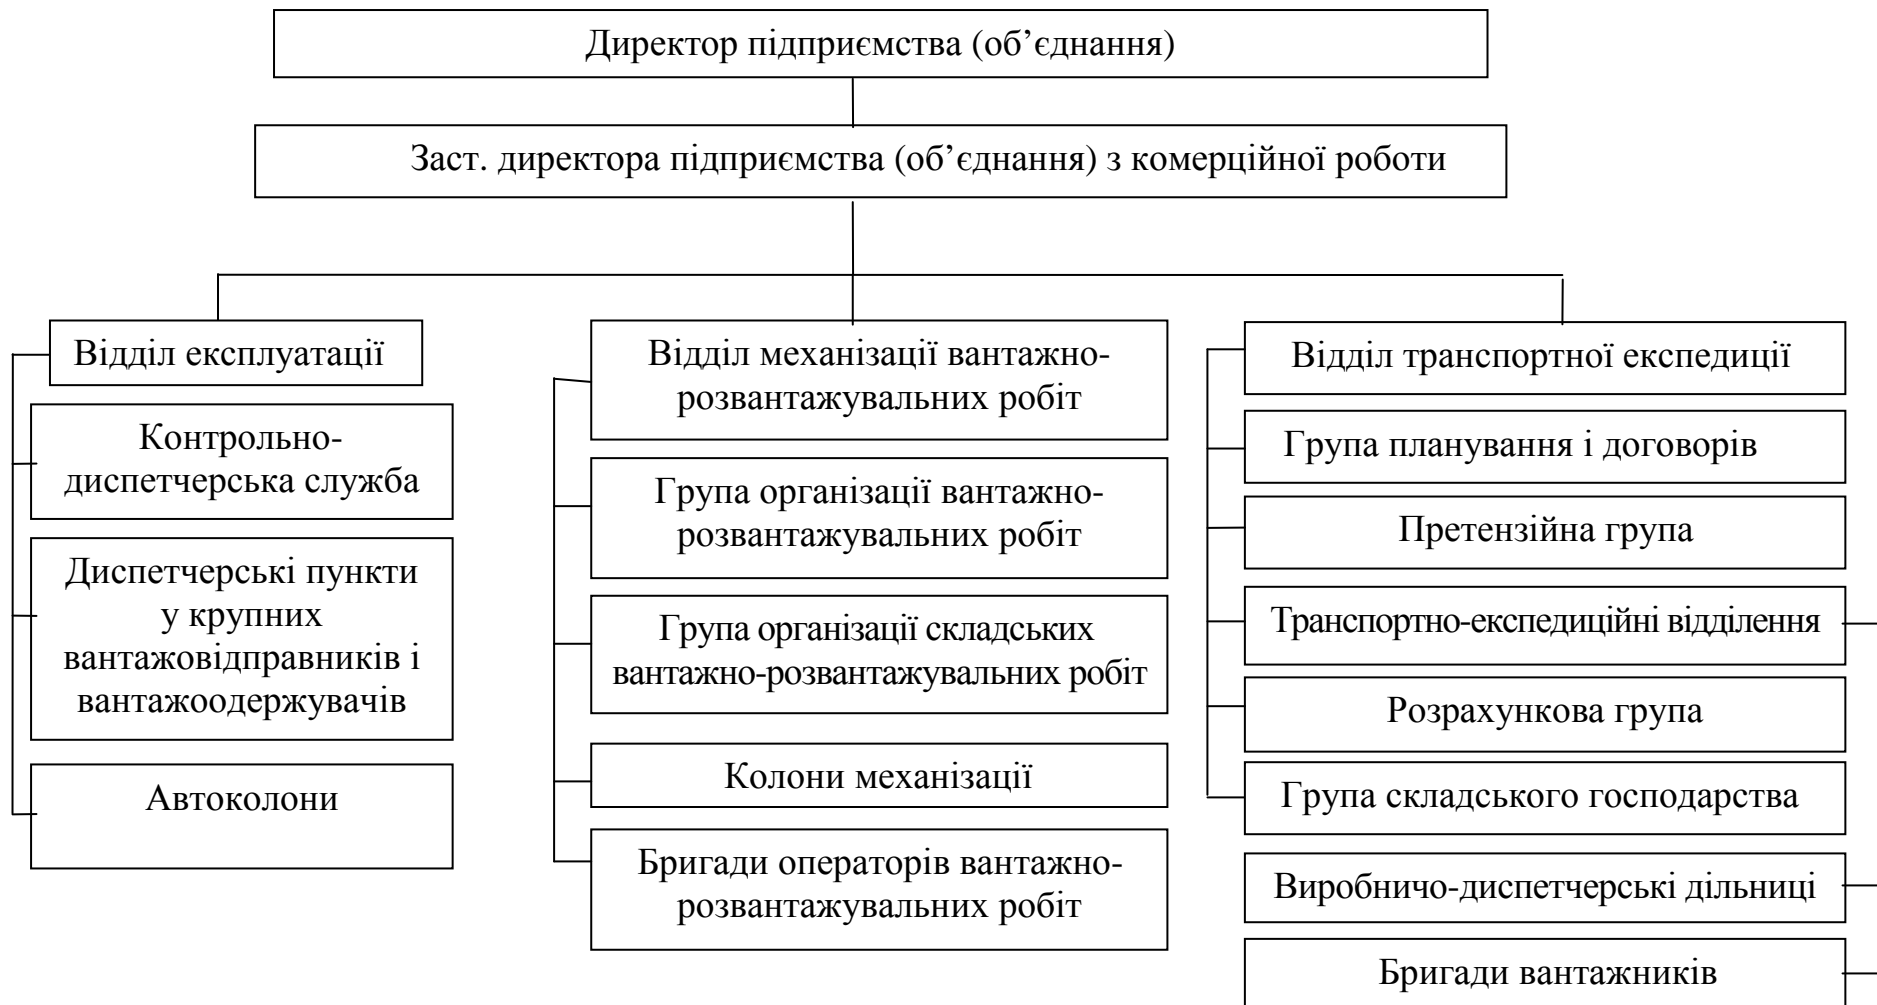 Директор підприємства (об’єднання)
Заст. директора підприємства (об’єднання) з комерційної роботи
Відділ експлуатації
Контрольно-
диспетчерська служба
Диспетчерські пункти
у крупних
вантажовідправників і
вантажоодержувачів
Автоколони
Відділ механізації вантажно-
розвантажувальних робіт
Група організації вантажно-
розвантажувальних робіт
Група організації складських
вантажно-розвантажувальних робіт
Колони механізації
Бригади операторів вантажно-
розвантажувальних робіт
Відділ транспортної експедиції
Група планування і договорів
Претензійна група
Транспортно-експедиційні відділення
Розрахункова група
Група складського господарства
Виробничо-диспетчерські дільниці
Бригади вантажників